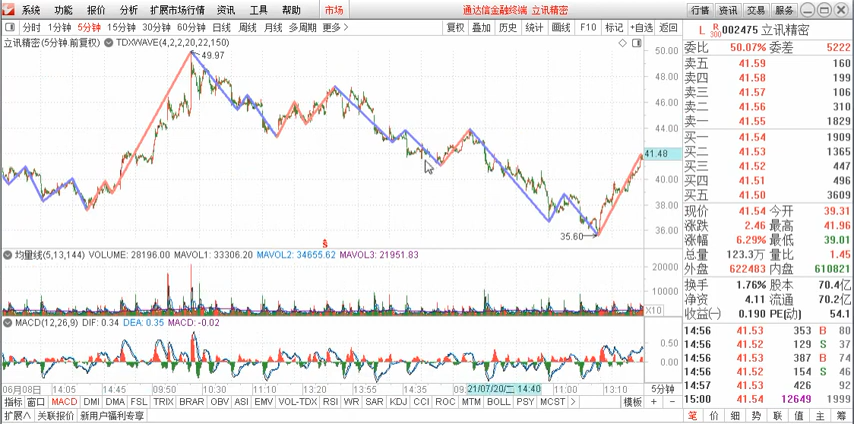 系统 功能 报价 分析 扩展市场行情 资讯 工具 帮助 市场 通达信金融终端 立讯精密 行情 资讯 交易 服务
分时 1分钟 5分钟 15分钟 30分钟 60分钟 日线 周线 月线 多周期 更多 > 复权 叠加 历史 统计 画线 F10 标记 +自选 返回
立讯精密(5分钟 前复权) TDXWAVE(4,2,2,20,22,150)
49.97
50.00
48.00
46.00
44.00
42.00
41.48
40.00
38.00
36.00
35.60
均量线(5,13,144) VOLUME: 28196.00 MAVOL1: 33306.20 MAVOL2: 34655.62 MAVOL3: 21951.83
20000
10000
X10
MACD(12,26,9) DIF: 0.34 DEA: 0.35 MACD: -0.02
0.50
0.00
06月08日 14:05 14:45 09:50 10:30 11:10 13:20 13:55 14:35 09: 21/07/20/二 14:40 11:00 13:10 5分钟
指标 窗口 MACD DMI DMA FSL TRIX BRAR OBV ASI EMV VOL-TDX RSI WR SAR KDJ CCI ROC MTM BOLL PSY MCST > 模板 + −
扩展∧ 关联报价 新用户福利专享
L R 300 002475 立讯精密
委比 50.07% 委差 5222
卖五 41.59 160
卖四 41.58 199
卖三 41.57 106
卖二 41.56 310
卖一 41.55 1829
买一 41.54 1909
买二 41.53 1365
买三 41.52 447
买四 41.51 496
买五 41.50 3609
现价 41.54 今开 39.31
涨跌 2.46 最高 41.96
涨幅 6.29% 最低 39.01
总量 123.3万 量比 1.45
外盘 622483 内盘 610821
换手 1.76% 股本 70.4亿
净资 4.11 流通 70.2亿
收益(一) 0.190 PE(动) 54.1
14:56 41.53 353 B 80
14:56 41.52 129 S 37
14:56 41.53 387 B 74
14:56 41.52 154 S 46
14:57 41.53 426 B 92
15:00 41.54 12649 1999
笔 价 细 势 联 值 主 筹